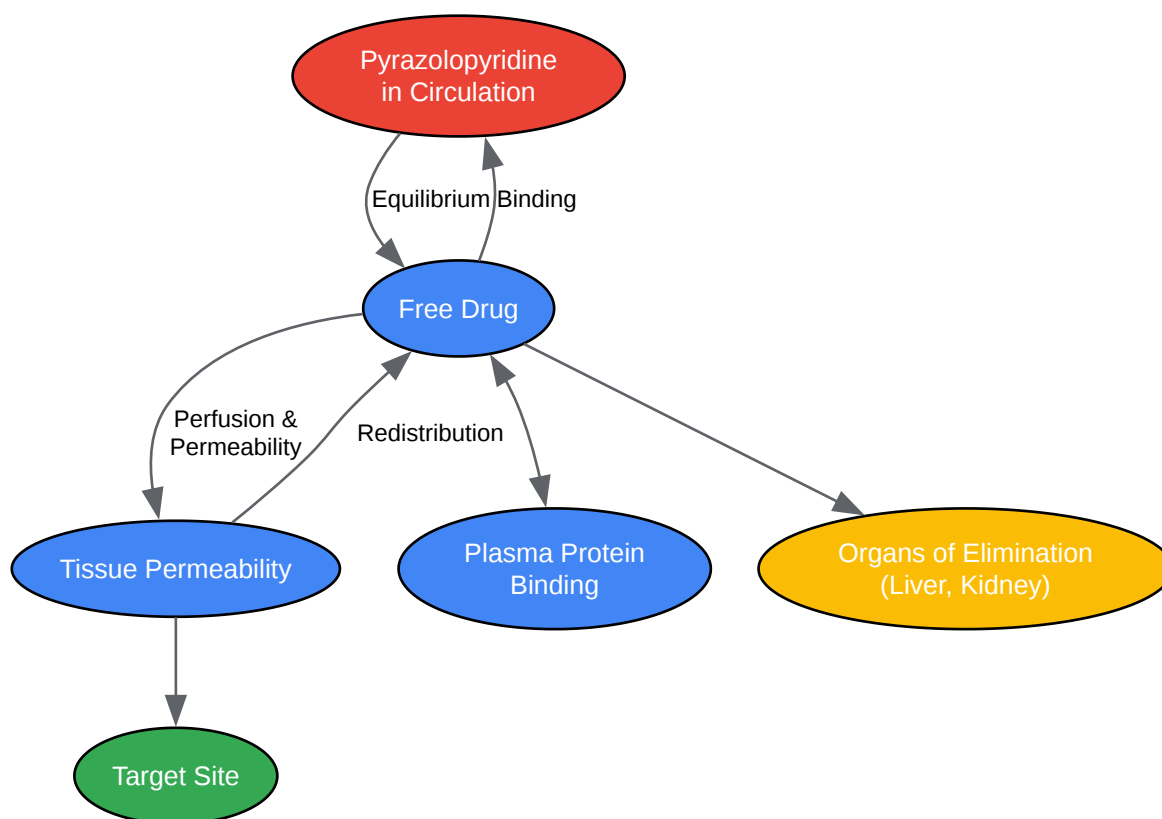 Pyrazolopyridine
in Circulation
Equilibrium
Binding
Free Drug
Perfusion &
Permeability
Redistribution
Tissue Permeability
Plasma Protein
Binding
Organs of Elimination
(Liver, Kidney)
Target Site